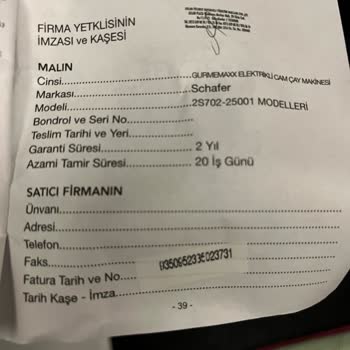 FİRMA YETKLİSİNİN
İMZASI ve KAŞESİ
MALIN
Cinsi.......................................GURMEMAXX ELEKTRİKLİ CAM ÇAY MAKİNESİ
Markası...................................Schafer
Modeli.....................................2S702-25001 MODELLERİ
Bondrol ve Seri No...................
Teslim Tarihi ve Yeri..................
Garanti Süresi.......................... 2 Yıl
Azami Tamir Süresi.................. 20 İş Günü
SATICI FİRMANIN
Ünvanı.......................................
Adresi........................................
Telefon.......................................
Faks...........................................
0350952335023731
Fatura Tarih ve No.....................
Tarih Kaşe - İmza.......................
- 39 -